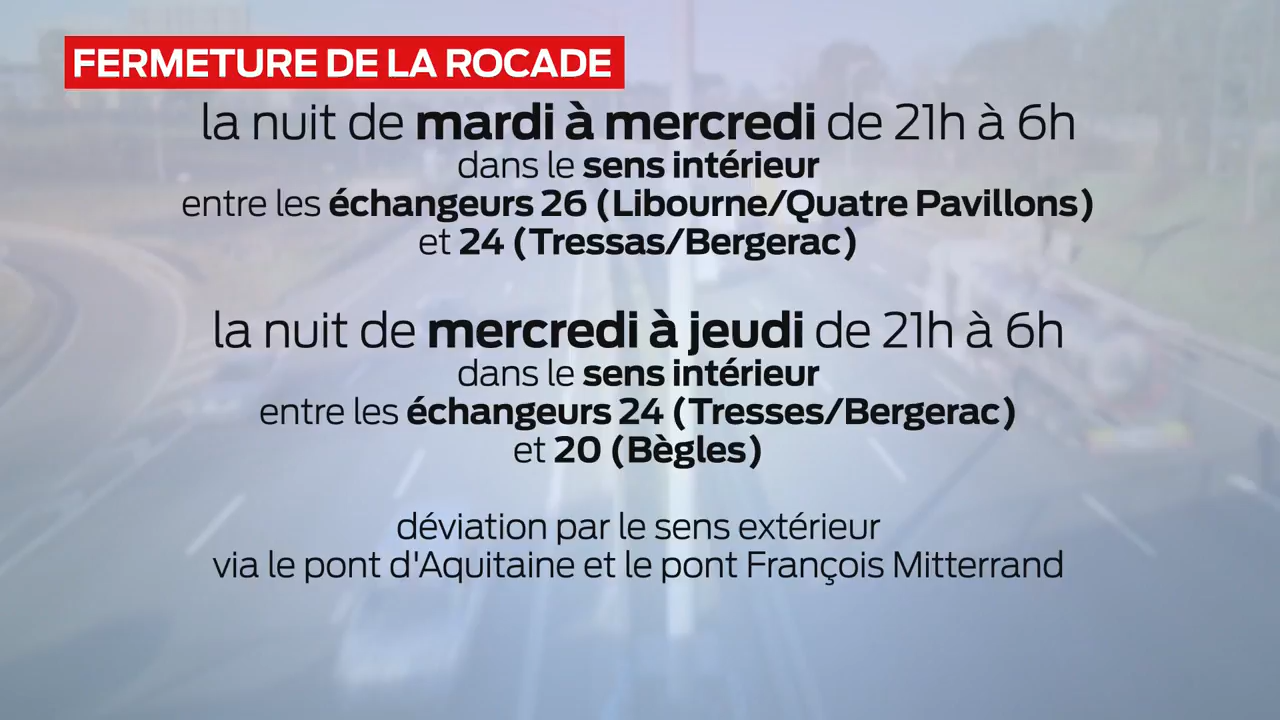 FERMETURE DE LA ROCADE
la nuit de mardi à mercredi de 21h à 6h
dans le sens intérieur
entre les échangeurs 26 (Libourne/Quatre Pavillons)
et 24 (Tressas/Bergerac)
la nuit de mercredi à jeudi de 21h à 6h
dans le sens intérieur
entre les échangeurs 24 (Tresses/Bergerac)
et 20 (Bègles)
déviation par le sens extérieur
via le pont d'Aquitaine et le pont François Mitterrand